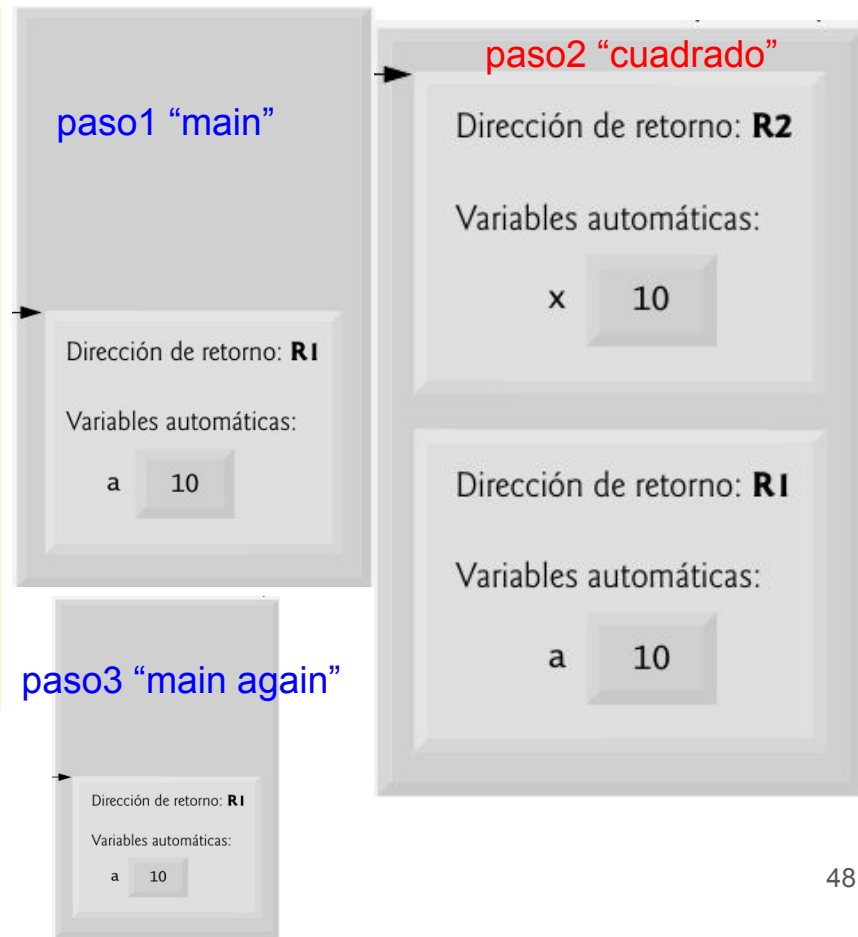 paso1 “main”
Dirección de retorno: R1
Variables automáticas:
a 10
paso2 “cuadrado”
Dirección de retorno: R2
Variables automáticas:
x 10
Dirección de retorno: R1
Variables automáticas:
a 10
paso3 “main again”
Dirección de retorno: R1
Variables automáticas:
a 10
48